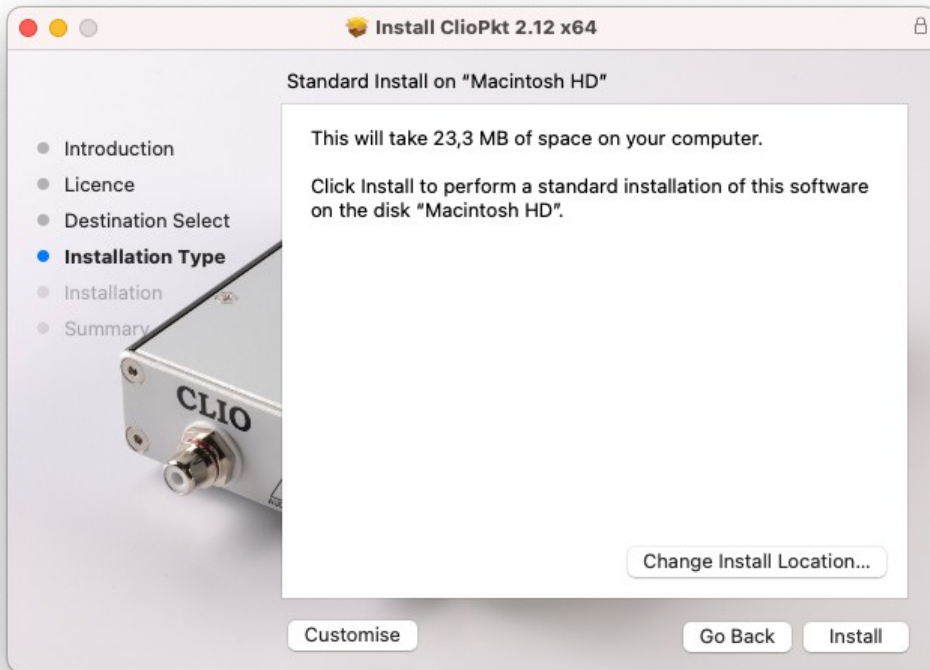 Install ClioPkt 2.12 x64
Standard Install on “Macintosh HD”
Introduction
Licence
Destination Select
Installation Type
Installation
Summary
This will take 23,3 MB of space on your computer.
Click Install to perform a standard installation of this software
on the disk “Macintosh HD”.
CLIO
Change Install Location...
Customise
Go Back
Install